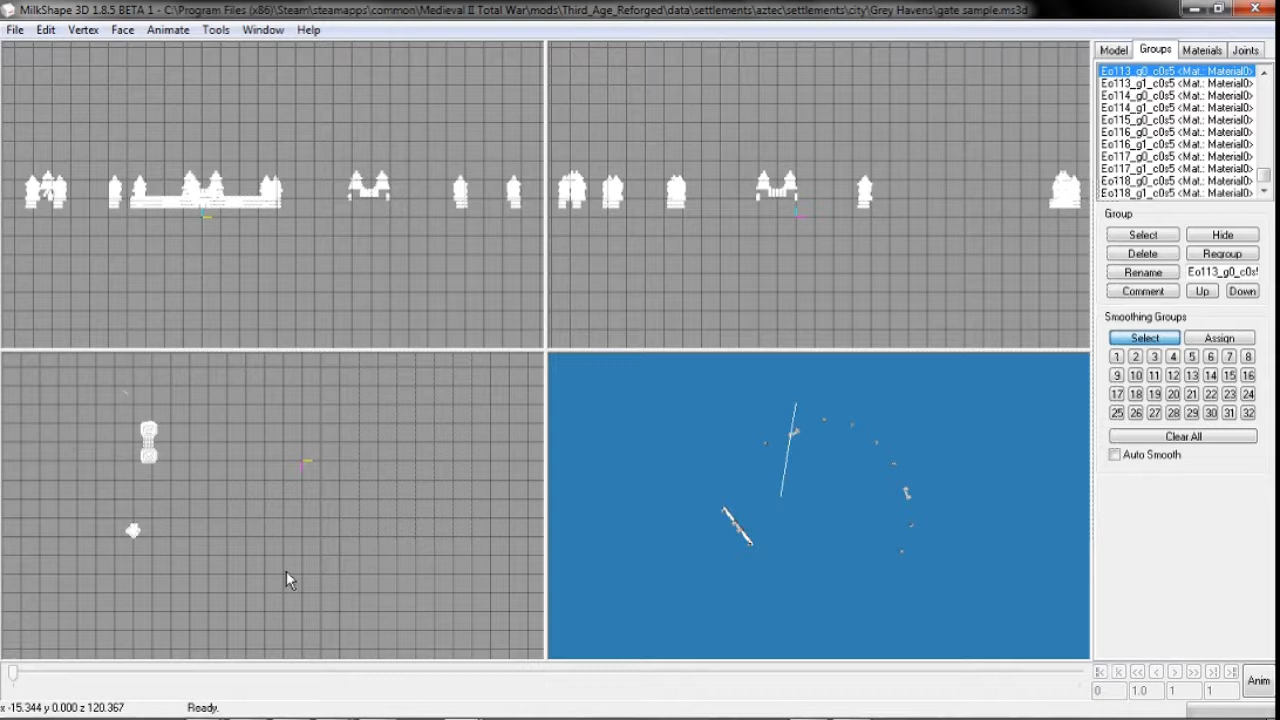 MilkShape 3D 1.8.5 BETA 1 - C:\Program Files (x86)\Steam\steamapps\common\Medieval II Total War\mods\Third_Age_Reforged\data\settlements\aztec\settlements\city\Grey Havens\gate sample.ms3d
File Edit Vertex Face Animate Tools Window Help
Model Groups Materials Joints
Eo113_g0_c0s5 <Mat.: Material0>
Eo113_g1_c0s5 <Mat.: Material0>
Eo114_g0_c0s5 <Mat.: Material0>
Eo114_g1_c0s5 <Mat.: Material0>
Eo115_g0_c0s5 <Mat.: Material0>
Eo116_g0_c0s5 <Mat.: Material0>
Eo116_g1_c0s5 <Mat.: Material0>
Eo117_g0_c0s5 <Mat.: Material0>
Eo117_g1_c0s5 <Mat.: Material0>
Eo118_g0_c0s5 <Mat.: Material0>
Eo118_g1_c0s5 <Mat.: Material0>
Group
Select Hide
Delete Regroup
Rename Eo113_g0_c0s
Comment Up Down
Smoothing Groups
Select Assign
1 2 3 4 5 6 7 8
9 10 11 12 13 14 15 16
17 18 19 20 21 22 23 24
25 26 27 28 29 30 31 32
Clear All
Auto Smooth
Anim
0 1.0 1 1
x -15.344 y 0.000 z 120.367 Ready.